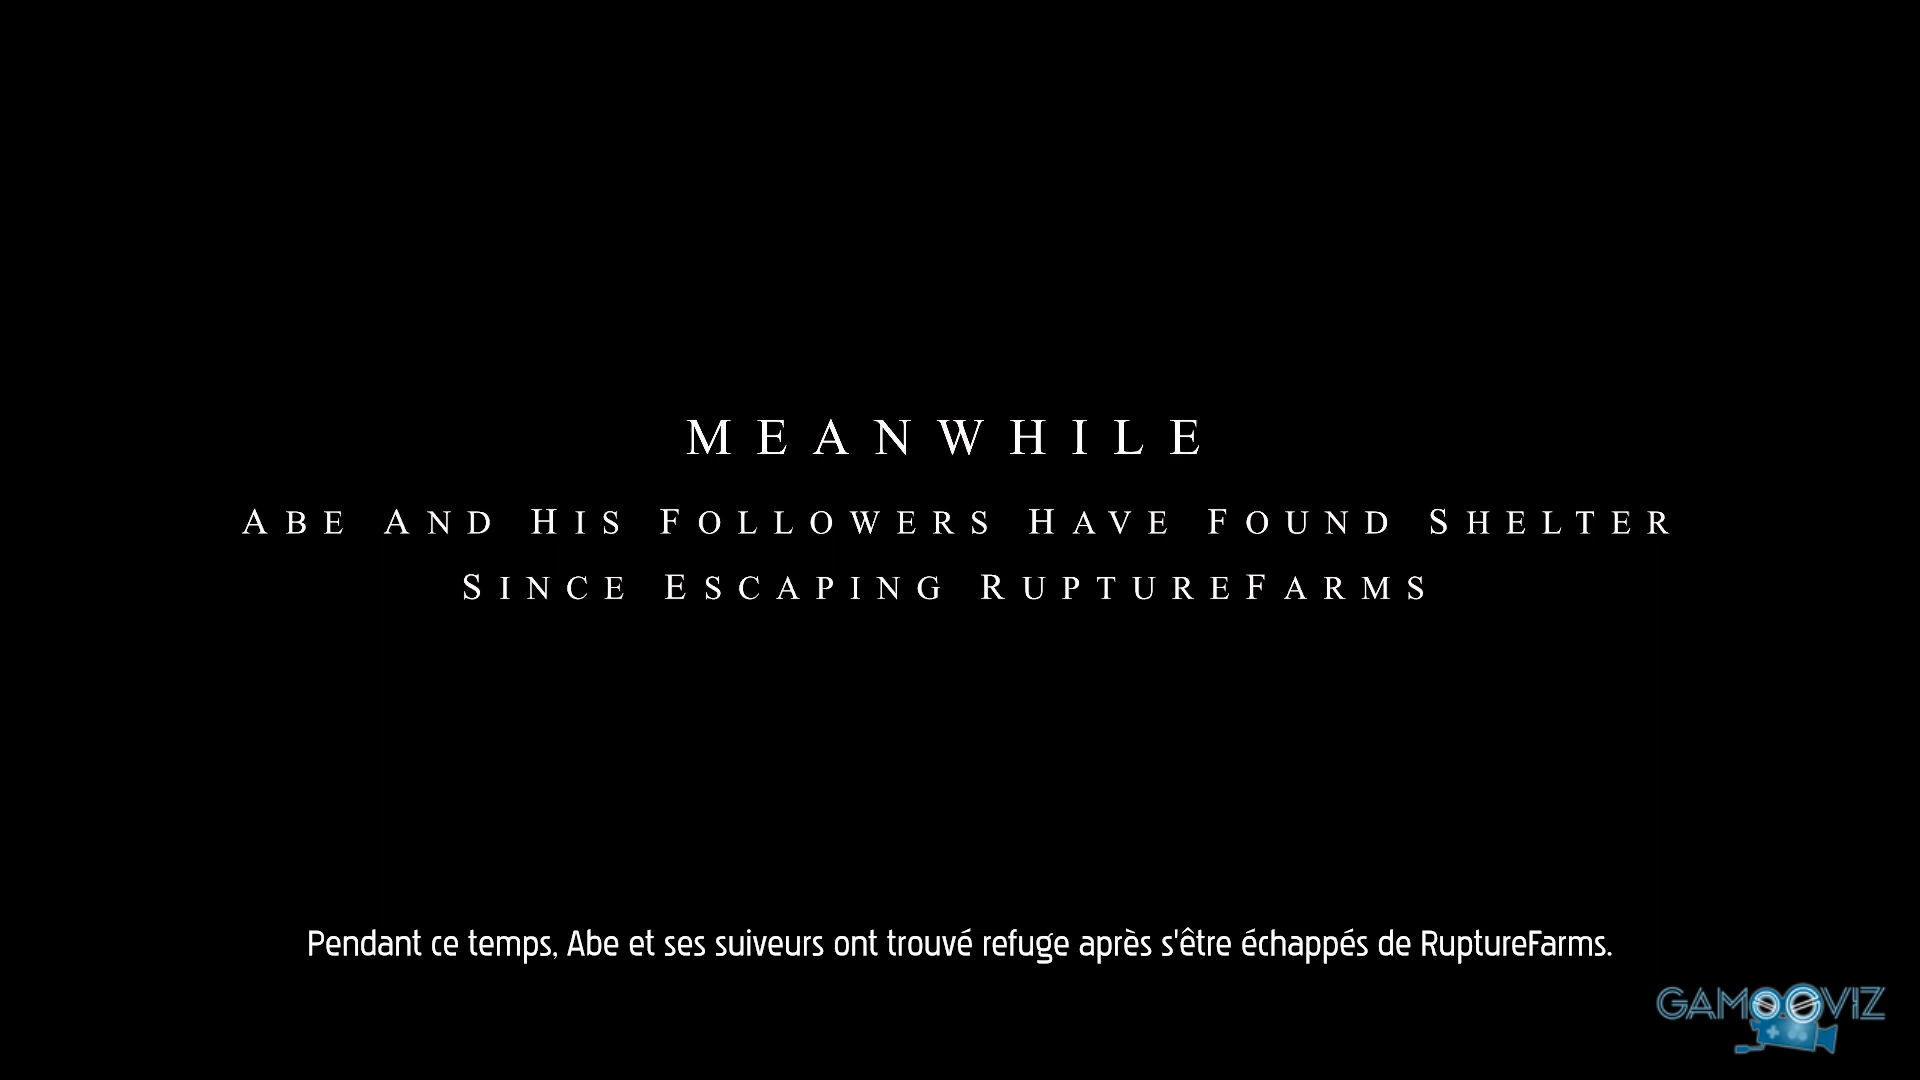 MEANWHILE
ABE AND HIS FOLLOWERS HAVE FOUND SHELTER
SINCE ESCAPING RUPTUREFARMS
Pendant ce temps, Abe et ses suiveurs ont trouvé refuge après s'être échappés de RuptureFarms.
GAMOOVIZ